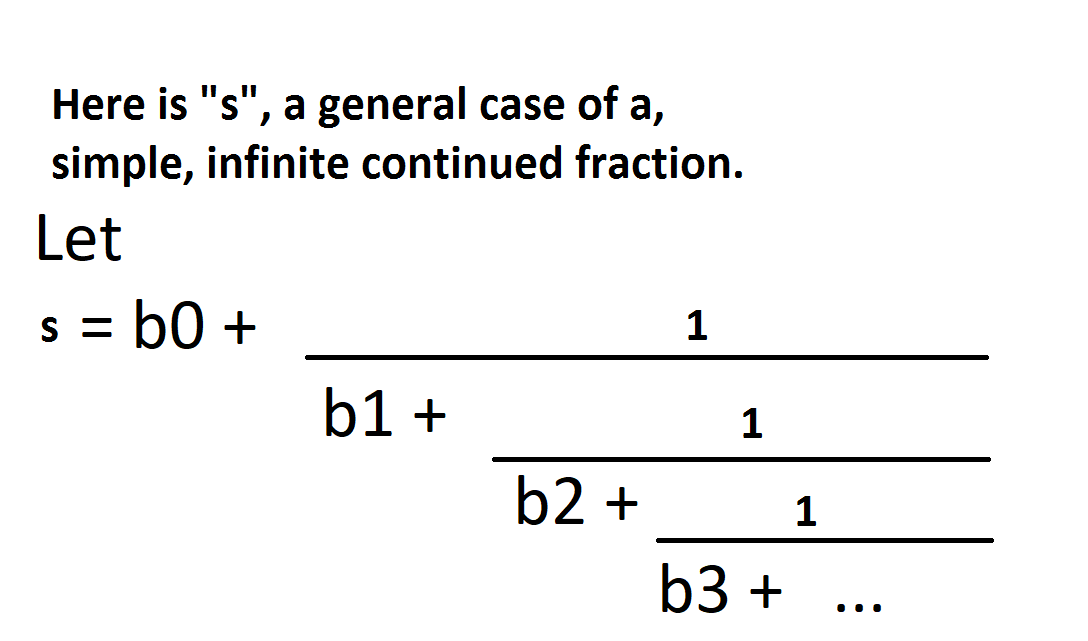 Here is "s", a general case of a,
simple, infinite continued fraction.
Let
s = b0 + 1
b1 + 1
b2 + 1
b3 + ...